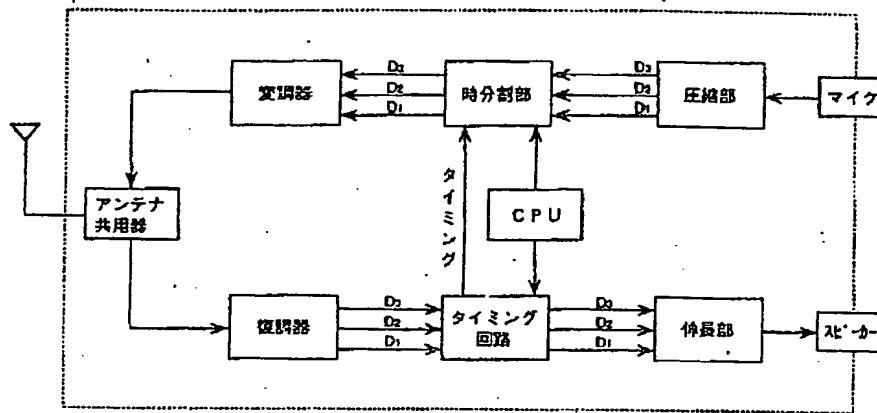 D3
D3
変調器
D2
時分割部
D2
圧縮部
マイク
D1
D1
タイミング
アンテナ
共用器
CPU
D3
D3
復調器
D2
タイミング
回路
D2
伸長部
スピーカー
D1
D1